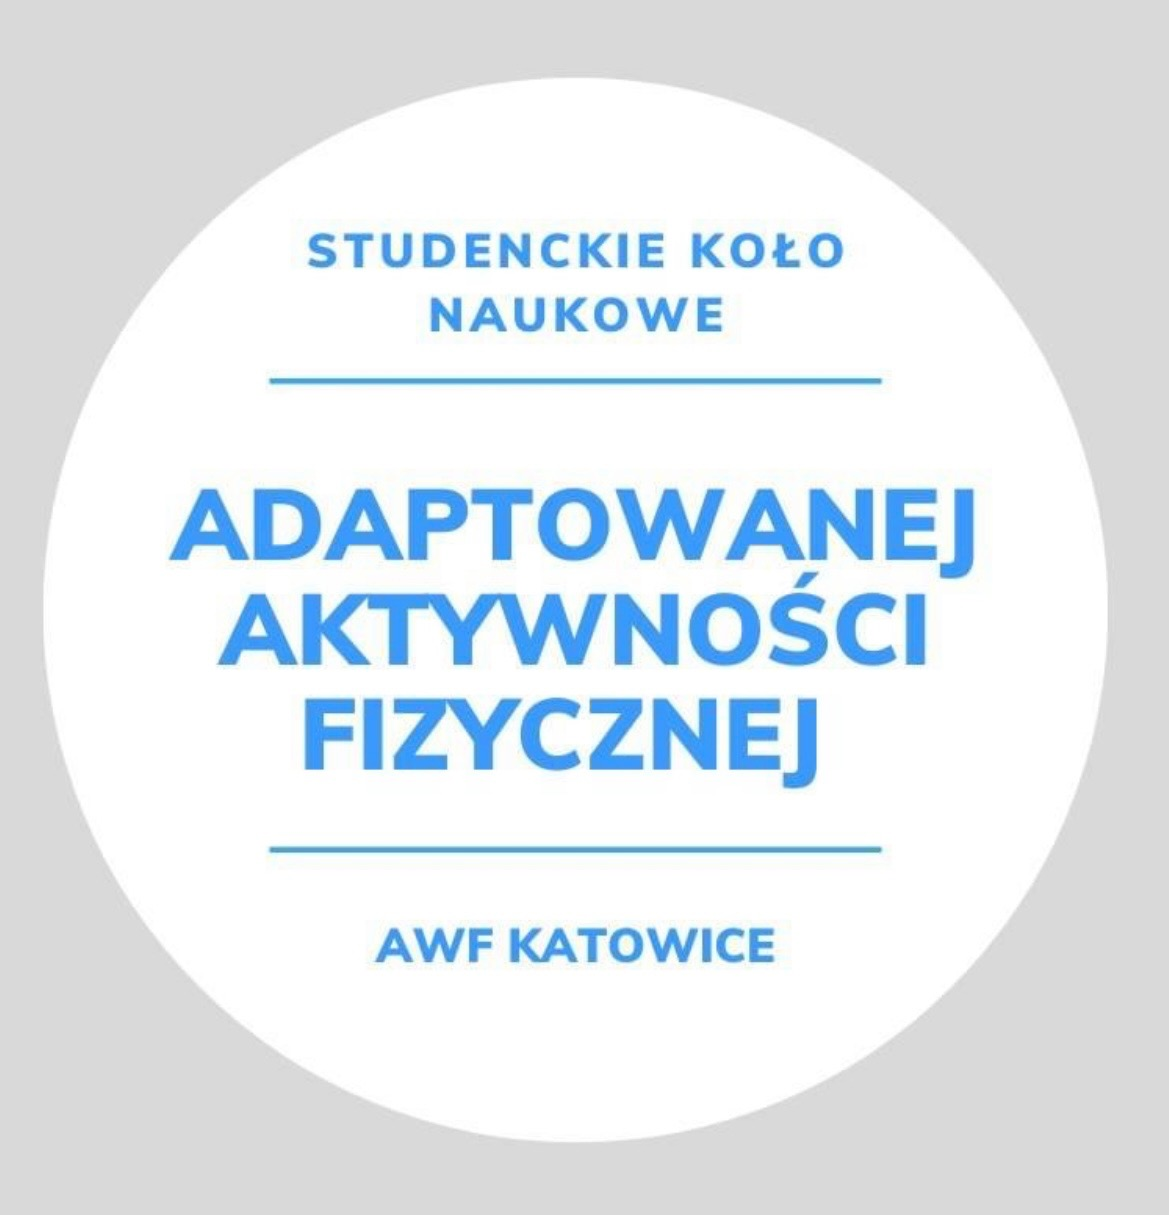 STUDENCKIE KOŁO
NAUKOWE
ADAPTOWANEJ
AKTYWNOŚCI
FIZYCZNEJ
AWF KATOWICE